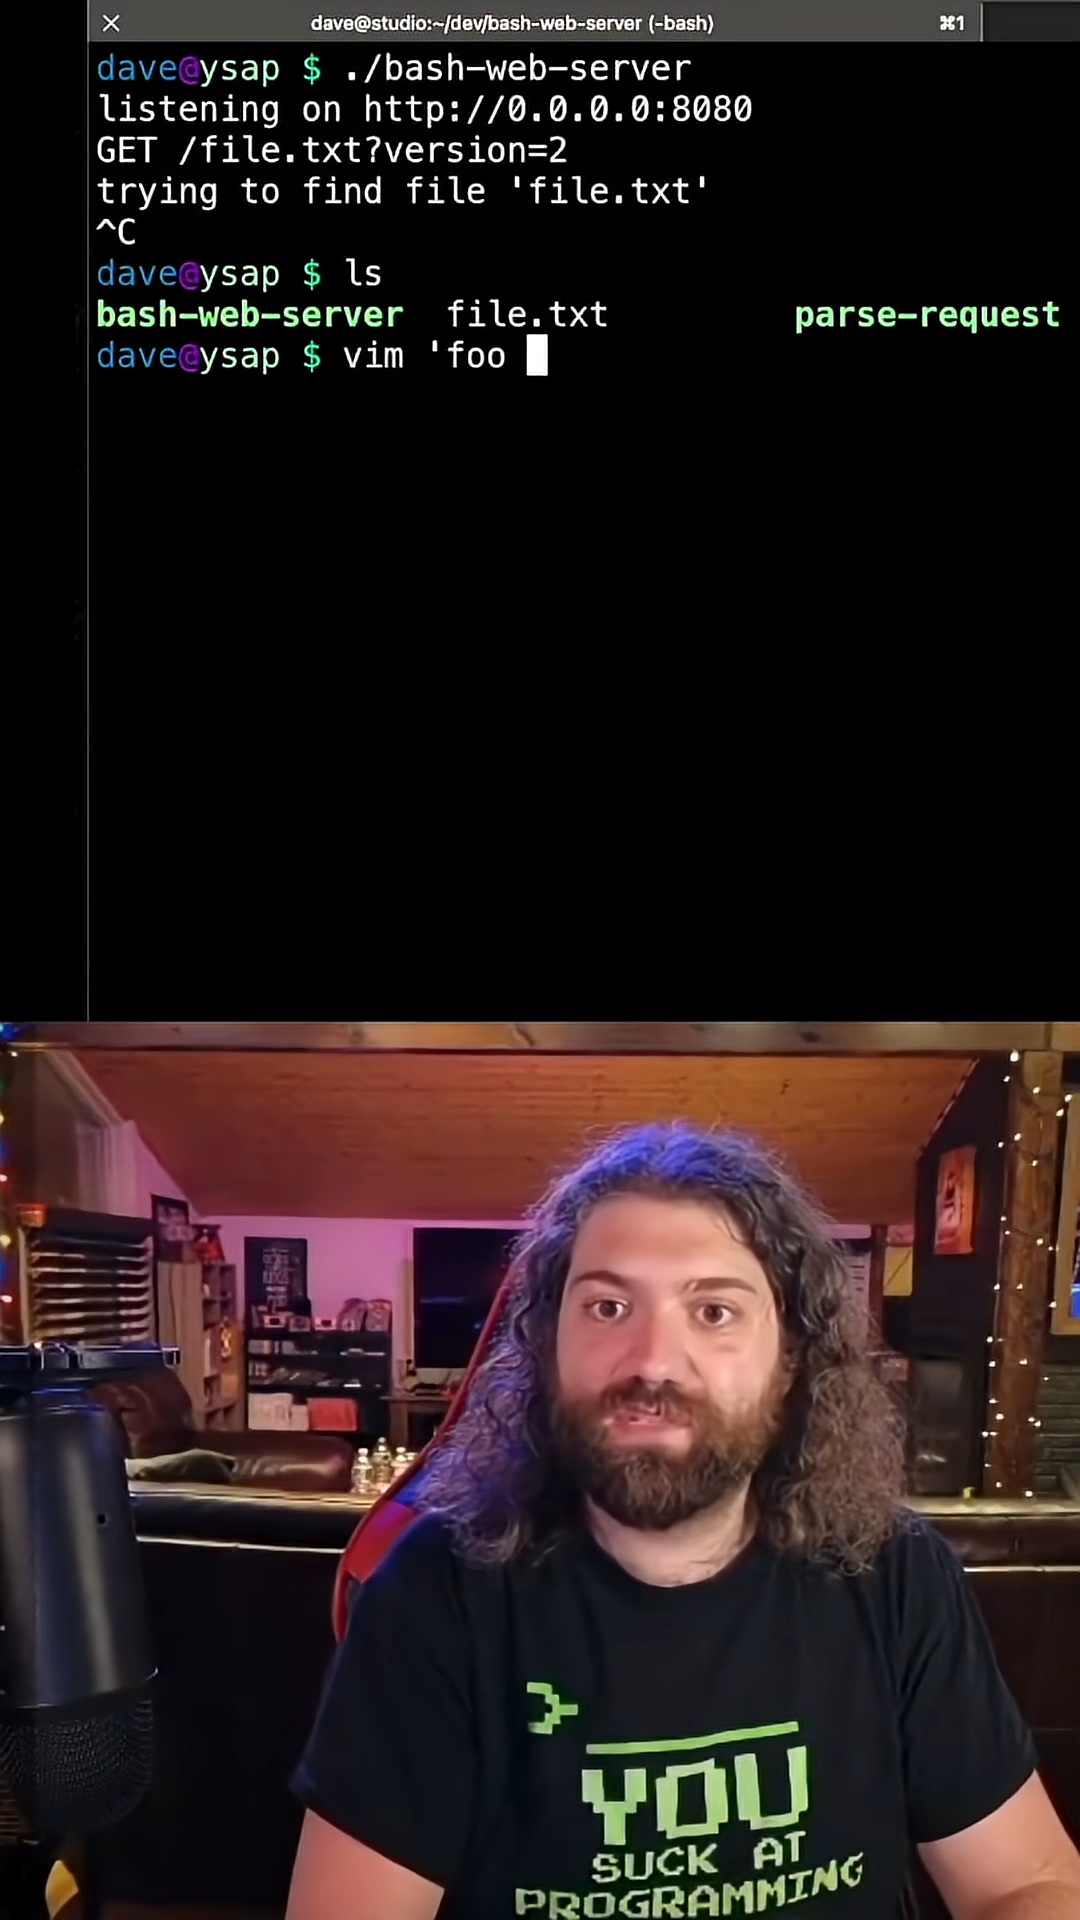 dave@studio:~/dev/bash-web-server (-bash) ⌘1
dave@ysap $ ./bash-web-server
listening on http://0.0.0.0:8080
GET /file.txt?version=2
trying to find file 'file.txt'
^C
dave@ysap $ ls
bash-web-server file.txt parse-request
dave@ysap $ vim 'foo
YOU
SUCK AT
PROGRAMMING